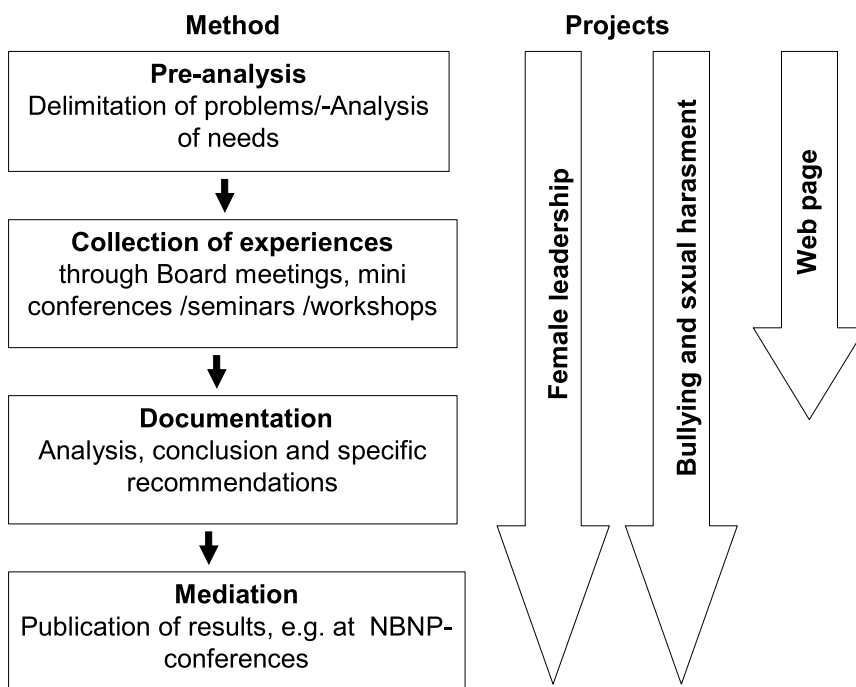 Method
Pre-analysis
Delimitation of problems/-Analysis
of needs
Collection of experiences
through Board meetings, mini
conferences /seminars /workshops
Documentation
Analysis, conclusion and specific
recommendations
Mediation
Publication of results, e.g. at  NBNP-
conferences
Projects
Female leadership
Bullying and sxual harasment
Web page